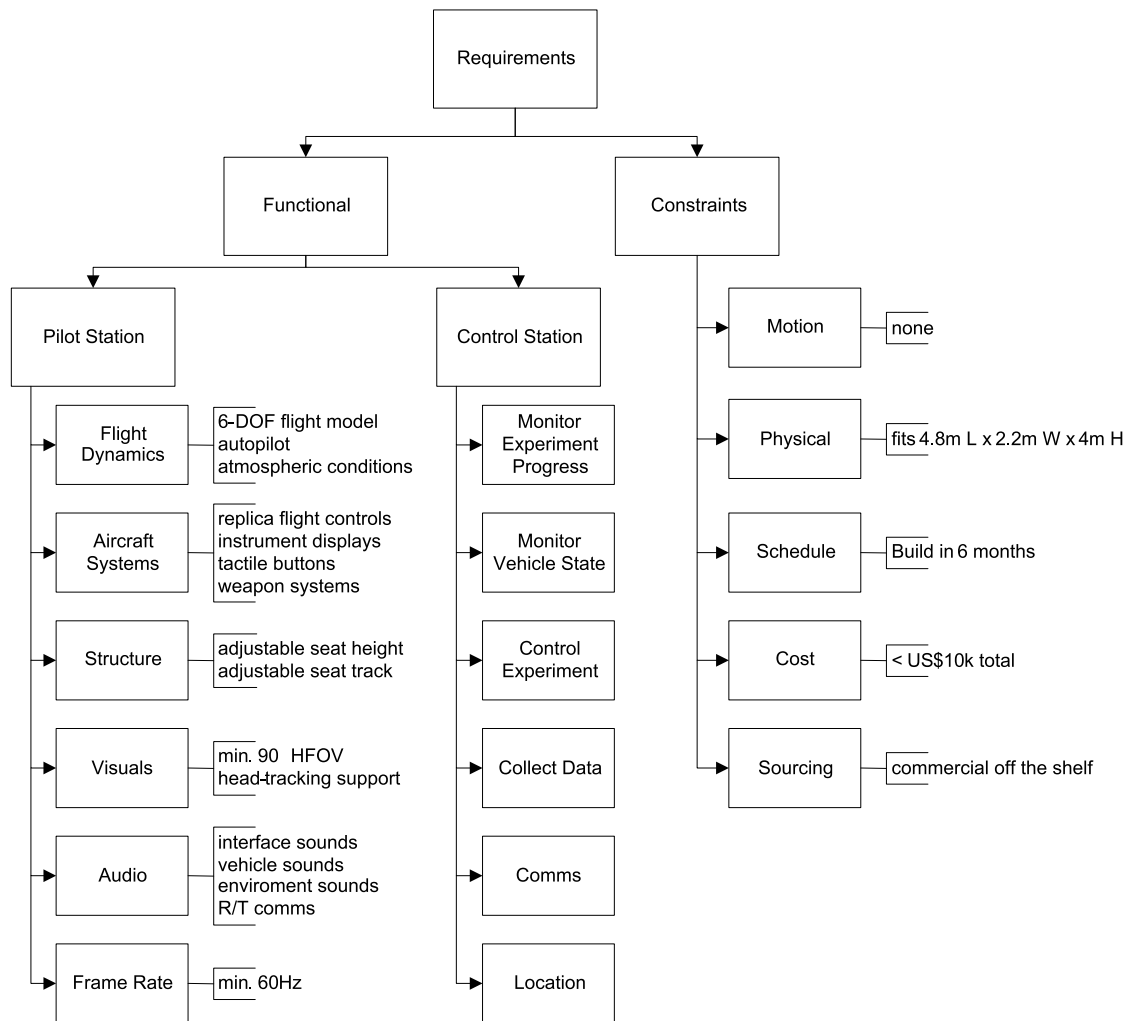 Requirements
Functional
Constraints
Pilot Station
Control Station
Flight
Dynamics
6-DOF flight model
autopilot
atmospheric conditions
Aircraft
Systems
replica flight controls
instrument displays
tactile buttons
weapon systems
Structure
adjustable seat height
adjustable seat track
Visuals
min. 90 HFOV
head-tracking support
Audio
interface sounds
vehicle sounds
enviroment sounds
R/T comms
Frame Rate
min. 60Hz
Monitor
Experiment
Progress
Monitor
Vehicle State
Control
Experiment
Collect Data
Comms
Location
Motion
none
Physical
fits 4.8m L x 2.2m W x 4m H
Schedule
Build in 6 months
Cost
< US$10k total
Sourcing
commercial off the shelf